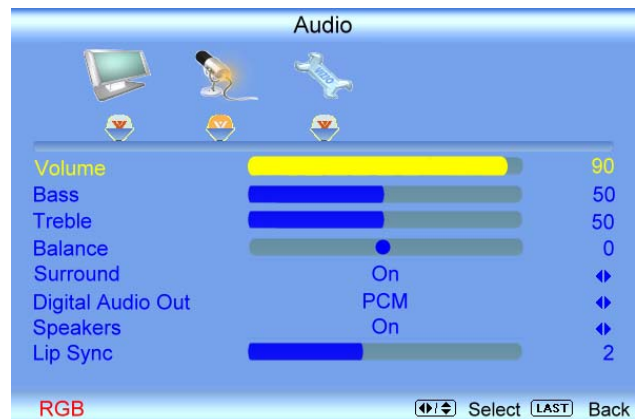 Audio
Volume 90
Bass 50
Treble 50
Balance 0
Surround On
Digital Audio Out PCM
Speakers On
Lip Sync 2
RGB Select LAST Back